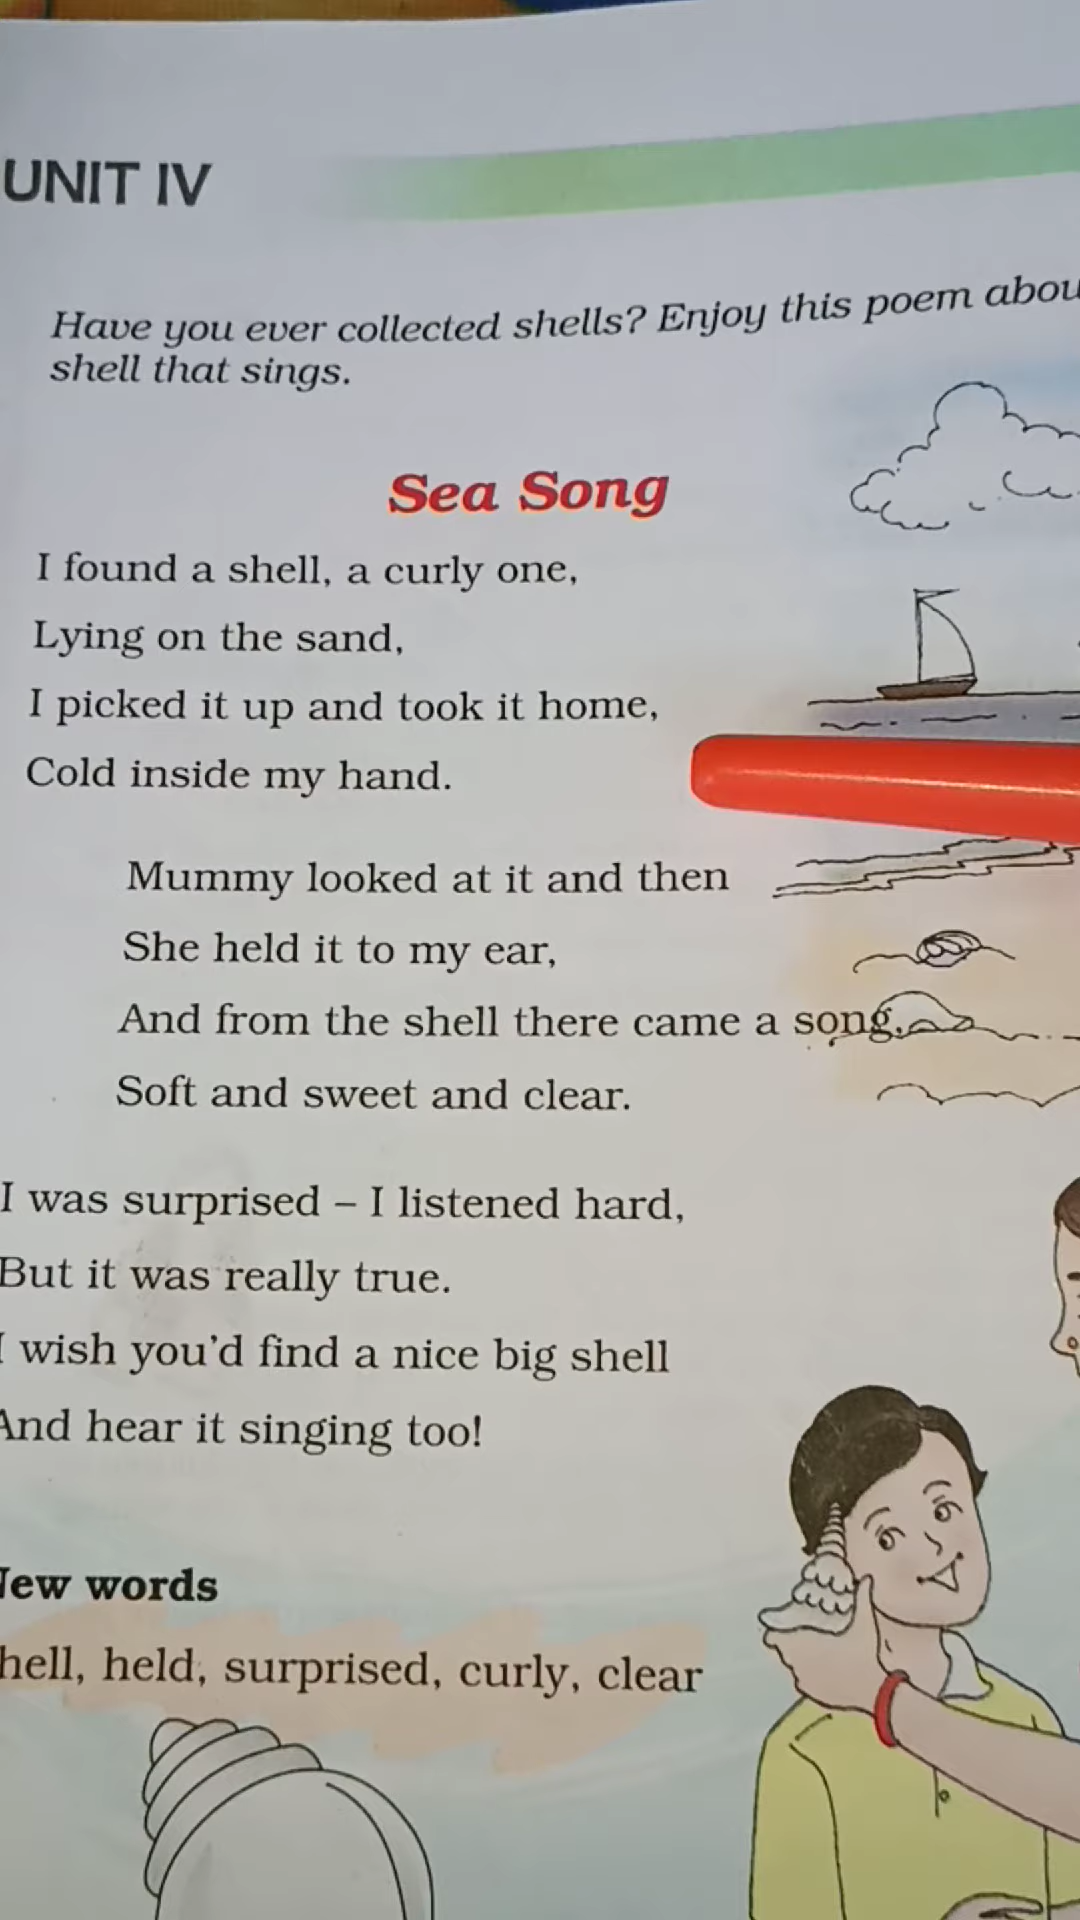 UNIT IV
Have you ever collected shells? Enjoy this poem
shell that sings.
Sea Song
I found a shell, a curly one,
Lying on the sand,
I picked it up and took it home,
Cold inside my hand.
Mummy looked at it and then
She held it to my ear,
And from the shell there came a song,
Soft and sweet and clear.
I was surprised – I listened hard,
But it was really true.
I wish you'd find a nice big shell
And hear it singing too!
New words
shell, held, surprised, curly, clear